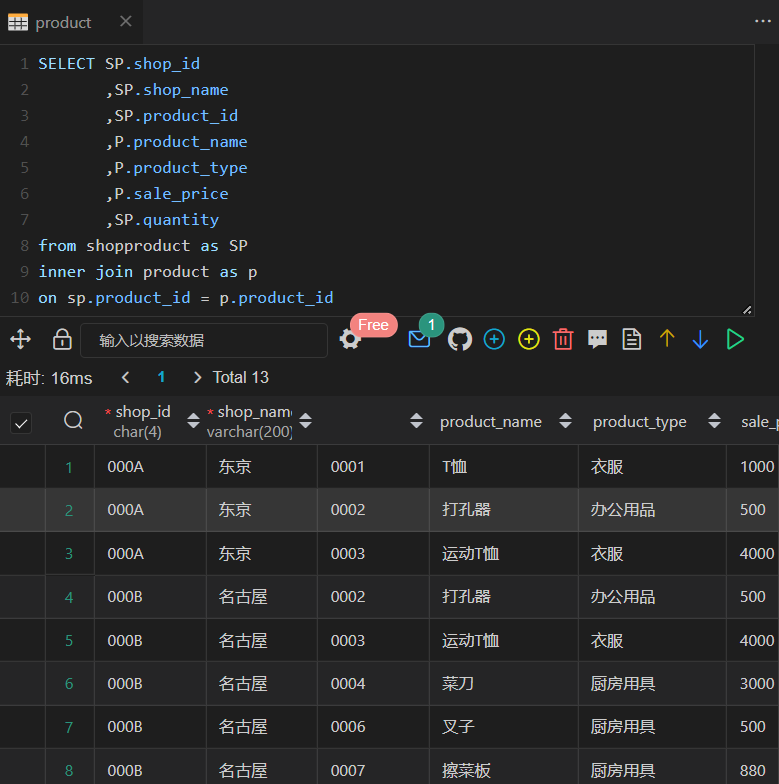 product
1 SELECT SP.shop_id
2 ,SP.shop_name
3 ,SP.product_id
4 ,P.product_name
5 ,P.product_type
6 ,P.sale_price
7 ,SP.quantity
8 from shopproduct as SP
9 inner join product as p
10 on sp.product_id = p.product_id
输入以搜索数据 Free 1
耗时: 16ms 1 Total 13
* shop_id * shop_nam product_name product_type sale_p
char(4) varchar(200)
1 000A 东京 0001 T恤 衣服 1000
2 000A 东京 0002 打孔器 办公用品 500
3 000A 东京 0003 运动T恤 衣服 4000
4 000B 名古屋 0002 打孔器 办公用品 500
5 000B 名古屋 0003 运动T恤 衣服 4000
6 000B 名古屋 0004 菜刀 厨房用具 3000
7 000B 名古屋 0006 叉子 厨房用具 500
8 000B 名古屋 0007 擦菜板 厨房用具 880